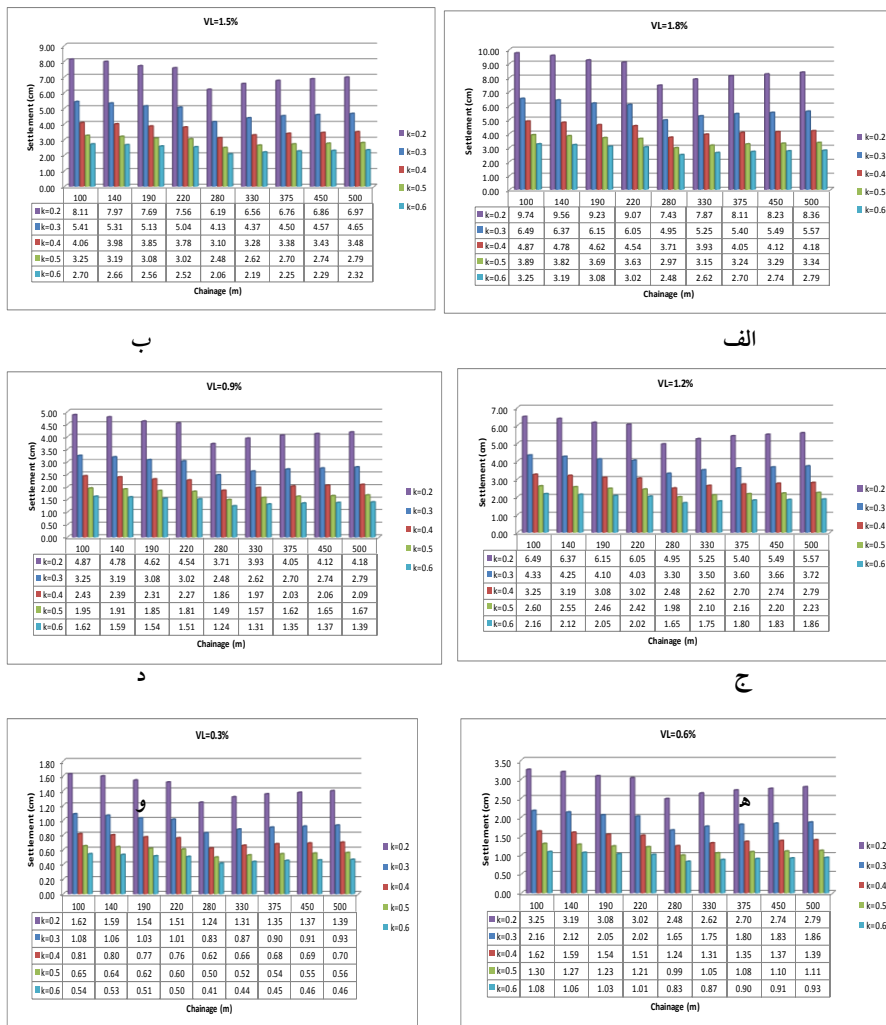 VL=1.8%
Settlement (cm)
10.00
9.00
8.00
7.00
6.00
5.00
4.00
3.00
2.00
1.00
0.00
k=0.2
k=0.3
k=0.4
k=0.5
k=0.6
100 140 190 220 280 330 375 450 500
k=0.2 9.74 9.56 9.23 9.07 7.43 7.87 8.11 8.23 8.36
k=0.3 6.49 6.37 6.15 6.05 4.95 5.25 5.40 5.49 5.57
k=0.4 4.87 4.78 4.62 4.54 3.71 3.93 4.05 4.12 4.18
k=0.5 3.89 3.82 3.69 3.63 2.97 3.15 3.24 3.29 3.34
k=0.6 3.25 3.19 3.08 3.02 2.48 2.62 2.70 2.74 2.79
Chainage (m)
الف
VL=1.5%
Settlement (cm)
9.00
8.00
7.00
6.00
5.00
4.00
3.00
2.00
1.00
0.00
k=0.2
k=0.3
k=0.4
k=0.5
k=0.6
100 140 190 220 280 330 375 450 500
k=0.2 8.11 7.97 7.69 7.56 6.19 6.56 6.76 6.86 6.97
k=0.3 5.41 5.31 5.13 5.04 4.13 4.37 4.50 4.57 4.65
k=0.4 4.06 3.98 3.85 3.78 3.10 3.28 3.38 3.43 3.48
k=0.5 3.25 3.19 3.08 3.02 2.48 2.62 2.70 2.74 2.79
k=0.6 2.70 2.66 2.56 2.52 2.06 2.19 2.25 2.29 2.32
Chainage (m)
ب
VL=1.2%
Settlement (cm)
7.00
6.00
5.00
4.00
3.00
2.00
1.00
0.00
k=0.2
k=0.3
k=0.4
k=0.5
k=0.6
100 140 190 220 280 330 375 450 500
k=0.2 6.49 6.37 6.15 6.05 4.95 5.25 5.40 5.49 5.57
k=0.3 4.33 4.25 4.10 4.03 3.30 3.50 3.60 3.66 3.72
k=0.4 3.25 3.19 3.08 3.02 2.48 2.62 2.70 2.74 2.79
k=0.5 2.60 2.55 2.46 2.42 1.98 2.10 2.16 2.20 2.23
k=0.6 2.16 2.12 2.05 2.02 1.65 1.75 1.80 1.83 1.86
Chainage (m)
ج
VL=0.9%
Settlement (cm)
5.00
4.50
4.00
3.50
3.00
2.50
2.00
1.50
1.00
0.50
0.00
k=0.2
k=0.3
k=0.4
k=0.5
k=0.6
100 140 190 220 280 330 375 450 500
k=0.2 4.87 4.78 4.62 4.54 3.71 3.93 4.05 4.12 4.18
k=0.3 3.25 3.19 3.08 3.02 2.48 2.62 2.70 2.74 2.79
k=0.4 2.43 2.39 2.31 2.27 1.86 1.97 2.03 2.06 2.09
k=0.5 1.95 1.91 1.85 1.81 1.49 1.57 1.62 1.65 1.67
k=0.6 1.62 1.59 1.54 1.51 1.24 1.31 1.35 1.37 1.39
Chainage (m)
د
VL=0.6%
Settlement (cm)
3.50
3.00
2.50
2.00
1.50
1.00
0.50
0.00
ه
k=0.2
k=0.3
k=0.4
k=0.5
k=0.6
100 140 190 220 280 330 375 450 500
k=0.2 3.25 3.19 3.08 3.02 2.48 2.62 2.70 2.74 2.79
k=0.3 2.16 2.12 2.05 2.02 1.65 1.75 1.80 1.83 1.86
k=0.4 1.62 1.59 1.54 1.51 1.24 1.31 1.35 1.37 1.39
k=0.5 1.30 1.27 1.23 1.21 0.99 1.05 1.08 1.10 1.11
k=0.6 1.08 1.06 1.03 1.01 0.83 0.87 0.90 0.91 0.93
Chainage (m)
VL=0.3%
Settlement (cm)
1.80
1.60
1.40
1.20
1.00
0.80
0.60
0.40
0.20
0.00
و
k=0.2
k=0.3
k=0.4
k=0.5
k=0.6
100 140 190 220 280 330 375 450 500
k=0.2 1.62 1.59 1.54 1.51 1.24 1.31 1.35 1.37 1.39
k=0.3 1.08 1.06 1.03 1.01 0.83 0.87 0.90 0.91 0.93
k=0.4 0.81 0.80 0.77 0.76 0.62 0.66 0.68 0.69 0.70
k=0.5 0.65 0.64 0.62 0.60 0.50 0.52 0.54 0.55 0.56
k=0.6 0.54 0.53 0.51 0.50 0.41 0.44 0.45 0.46 0.46
Chainage (m)